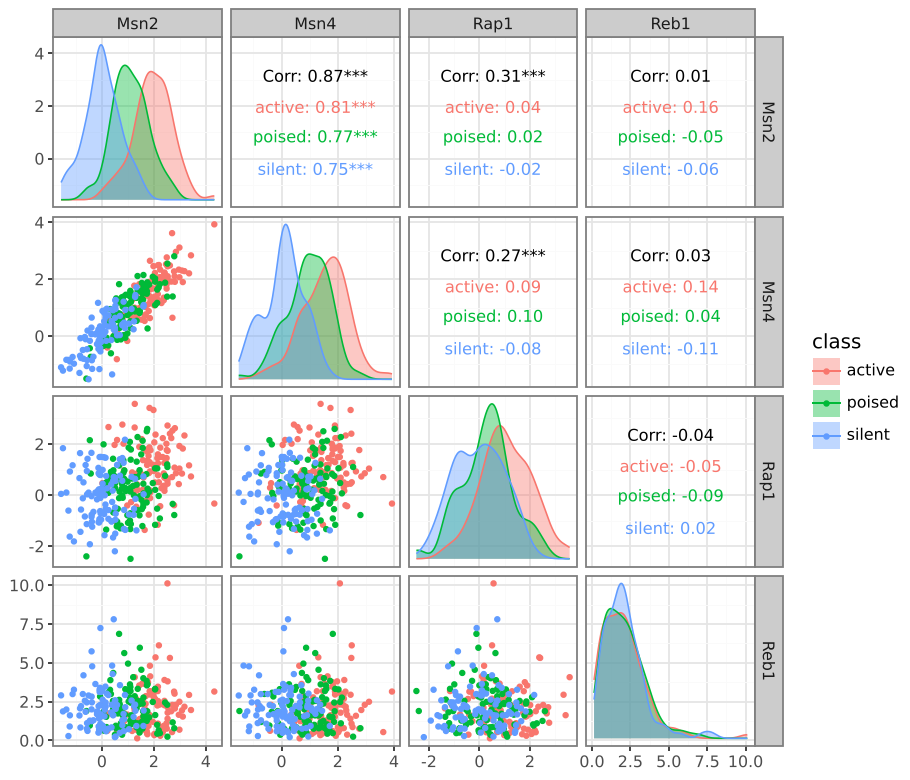 Msn2 Msn4 Rap1 Reb1
4
2
0
Corr: 0.87***
active: 0.81***
poised: 0.77***
silent: 0.75***
Corr: 0.31***
active: 0.04
poised: 0.02
silent: -0.02
Corr: 0.01
active: 0.16
poised: -0.05
silent: -0.06
Msn2
4
2
0
Corr: 0.27***
active: 0.09
poised: 0.10
silent: -0.08
Corr: 0.03
active: 0.14
poised: 0.04
silent: -0.11
Msn4
2
0
-2
Corr: -0.04
active: -0.05
poised: -0.09
silent: 0.02
Rap1
10.0
7.5
5.0
2.5
0.0
Reb1
0 2 4 0 2 4 -2 0 2 0.0 2.5 5.0 7.5 10.0
class
active
poised
silent